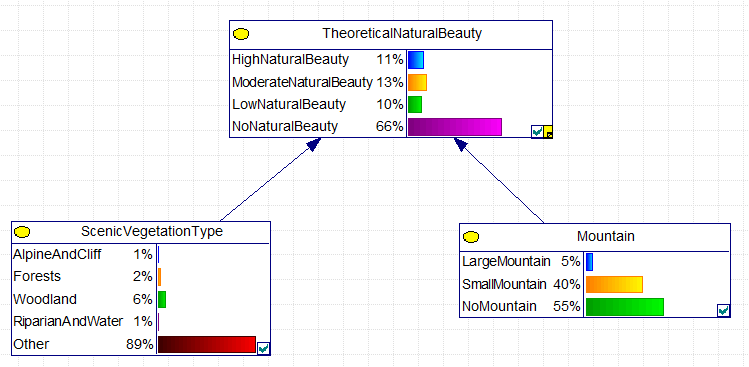 TheoreticalNaturalBeauty
HighNaturalBeauty 11%
ModerateNaturalBeauty 13%
LowNaturalBeauty 10%
NoNaturalBeauty 66%
ScenicVegetationType
AlpineAndCliff 1%
Forests 2%
Woodland 6%
RiparianAndWater 1%
Other 89%
Mountain
LargeMountain 5%
SmallMountain 40%
NoMountain 55%